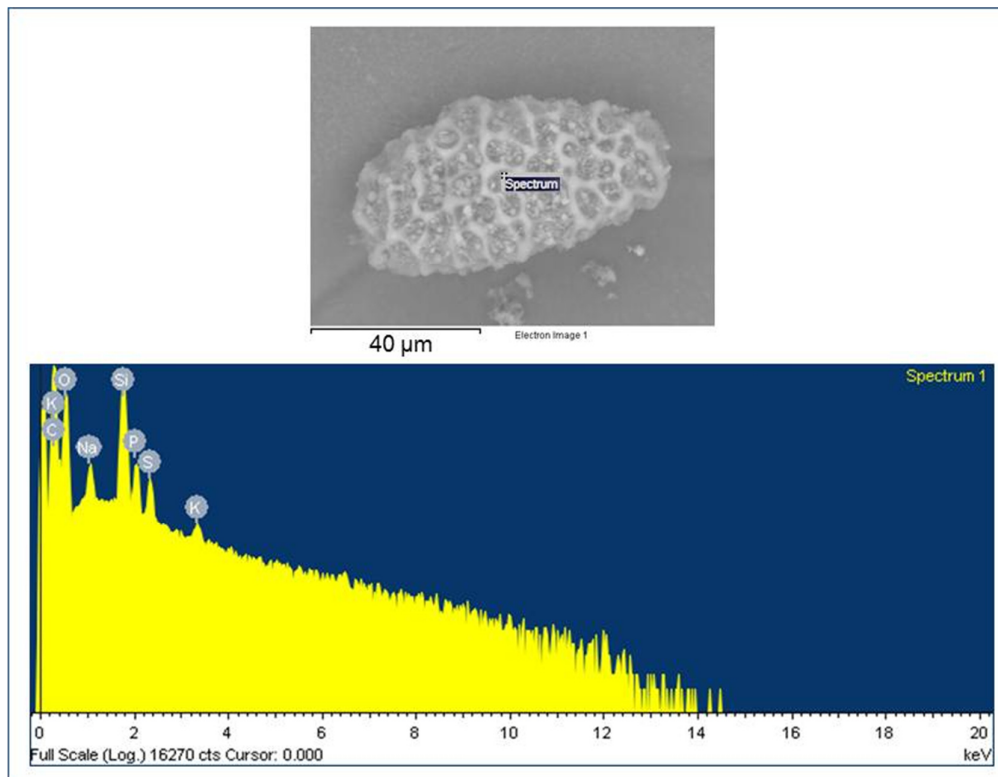 Spectrum
40 µm
Electron Image 1
Spectrum 1
O
Si
K
C
Na
P
S
K
0 2 4 6 8 10 12 14 16 18 20
Full Scale (Log.) 16270 cts Cursor: 0.000 keV